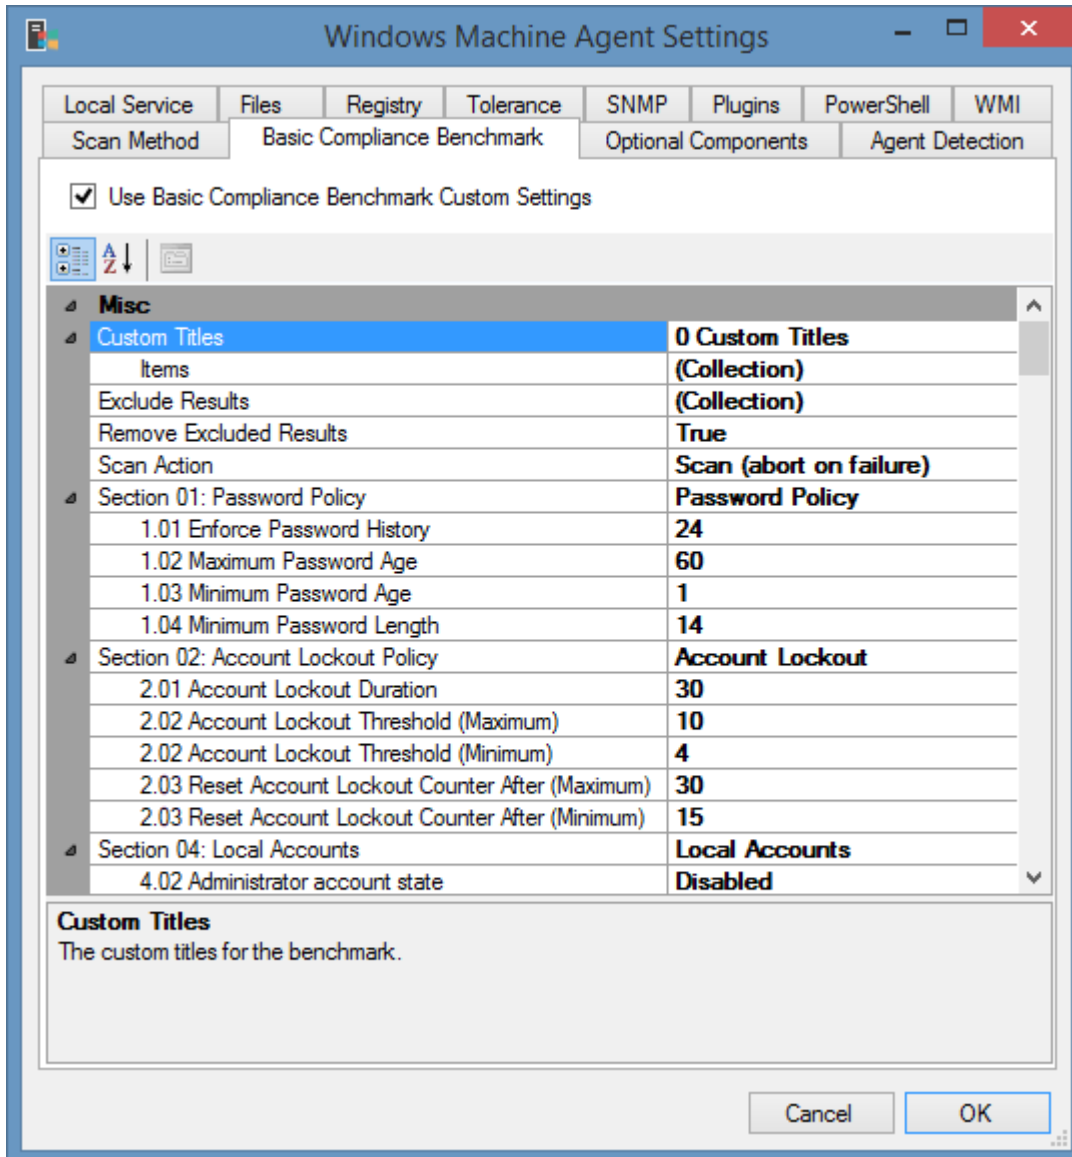 Windows Machine Agent Settings
Local Service Files Registry Tolerance SNMP Plugins PowerShell WMI
Scan Method Basic Compliance Benchmark Optional Components Agent Detection
Use Basic Compliance Benchmark Custom Settings
A
Z
Misc
Custom Titles 0 Custom Titles
Items (Collection)
Exclude Results (Collection)
Remove Excluded Results True
Scan Action Scan (abort on failure)
Section 01: Password Policy Password Policy
1.01 Enforce Password History 24
1.02 Maximum Password Age 60
1.03 Minimum Password Age 1
1.04 Minimum Password Length 14
Section 02: Account Lockout Policy Account Lockout
2.01 Account Lockout Duration 30
2.02 Account Lockout Threshold (Maximum) 10
2.02 Account Lockout Threshold (Minimum) 4
2.03 Reset Account Lockout Counter After (Maximum) 30
2.03 Reset Account Lockout Counter After (Minimum) 15
Section 04: Local Accounts Local Accounts
4.02 Administrator account state Disabled
Custom Titles
The custom titles for the benchmark.
Cancel OK